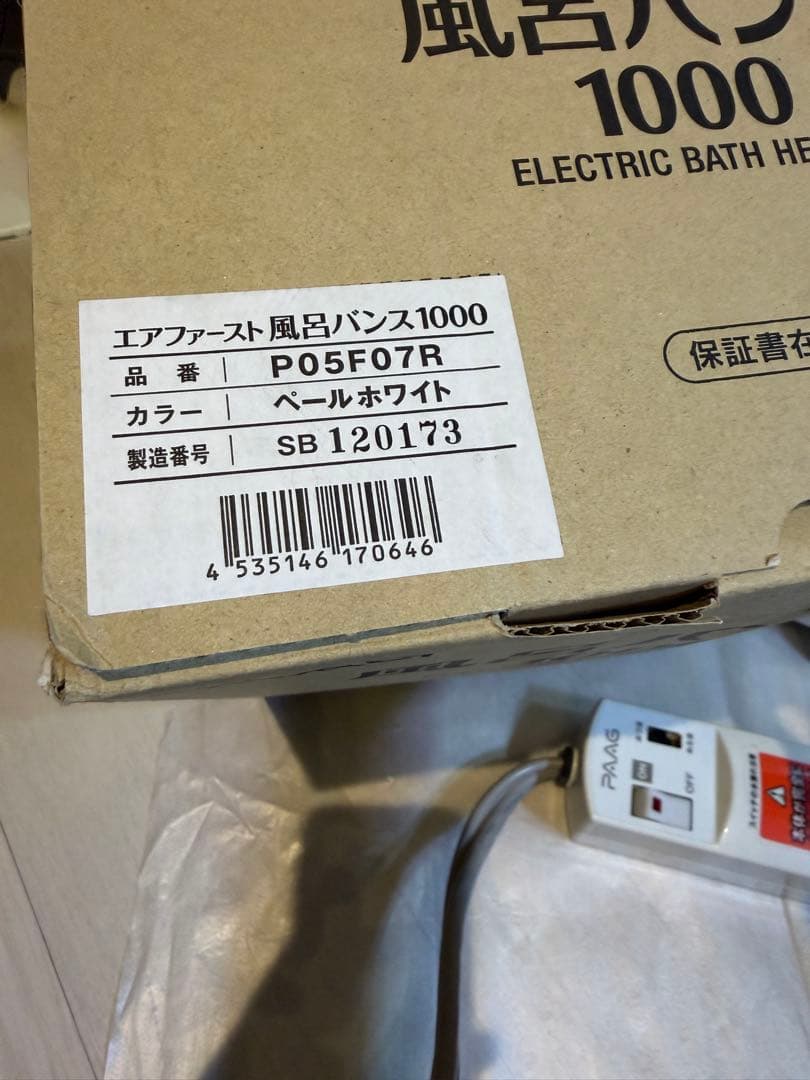 風呂バン
1000
ELECTRIC BATH HE
エアファースト 風呂バンス1000
品番 P05F07R
カラー ペールホワイト
製造番号 SB 120173
4 535146 170646
保証書在
PAAG
ON
OFF